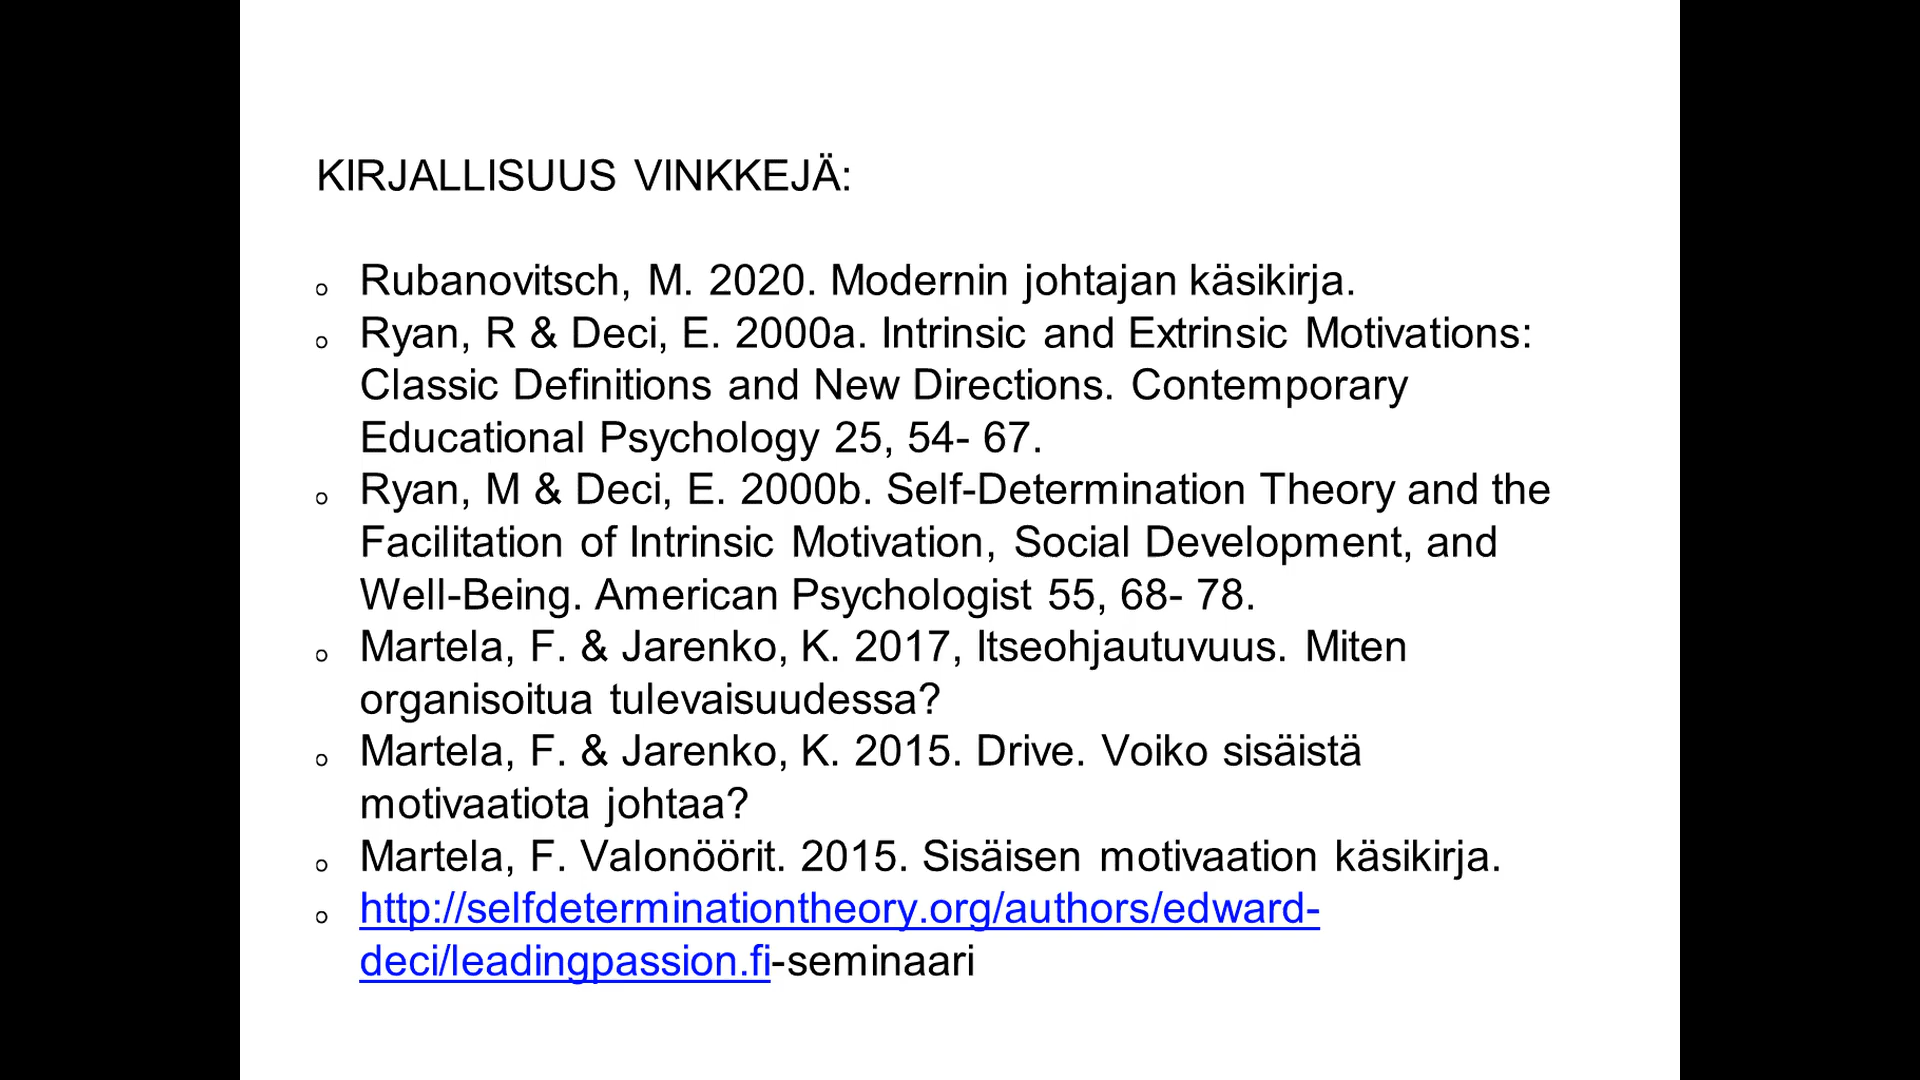 KIRJALLISUUS VINKKEJÄ:
o Rubanovitsch, M. 2020. Modernin johtajan käsikirja.
o Ryan, R & Deci, E. 2000a. Intrinsic and Extrinsic Motivations:
Classic Definitions and New Directions. Contemporary
Educational Psychology 25, 54- 67.
o Ryan, M & Deci, E. 2000b. Self-Determination Theory and the
Facilitation of Intrinsic Motivation, Social Development, and
Well-Being. American Psychologist 55, 68- 78.
o Martela, F. & Jarenko, K. 2017, Itseohjautuvuus. Miten
organisoitua tulevaisuudessa?
o Martela, F. & Jarenko, K. 2015. Drive. Voiko sisäistä
motivaatiota johtaa?
o Martela, F. Valonöörit. 2015. Sisäisen motivaation käsikirja.
o http://selfdeterminationtheory.org/authors/edward-
deci/leadingpassion.fi-seminaari